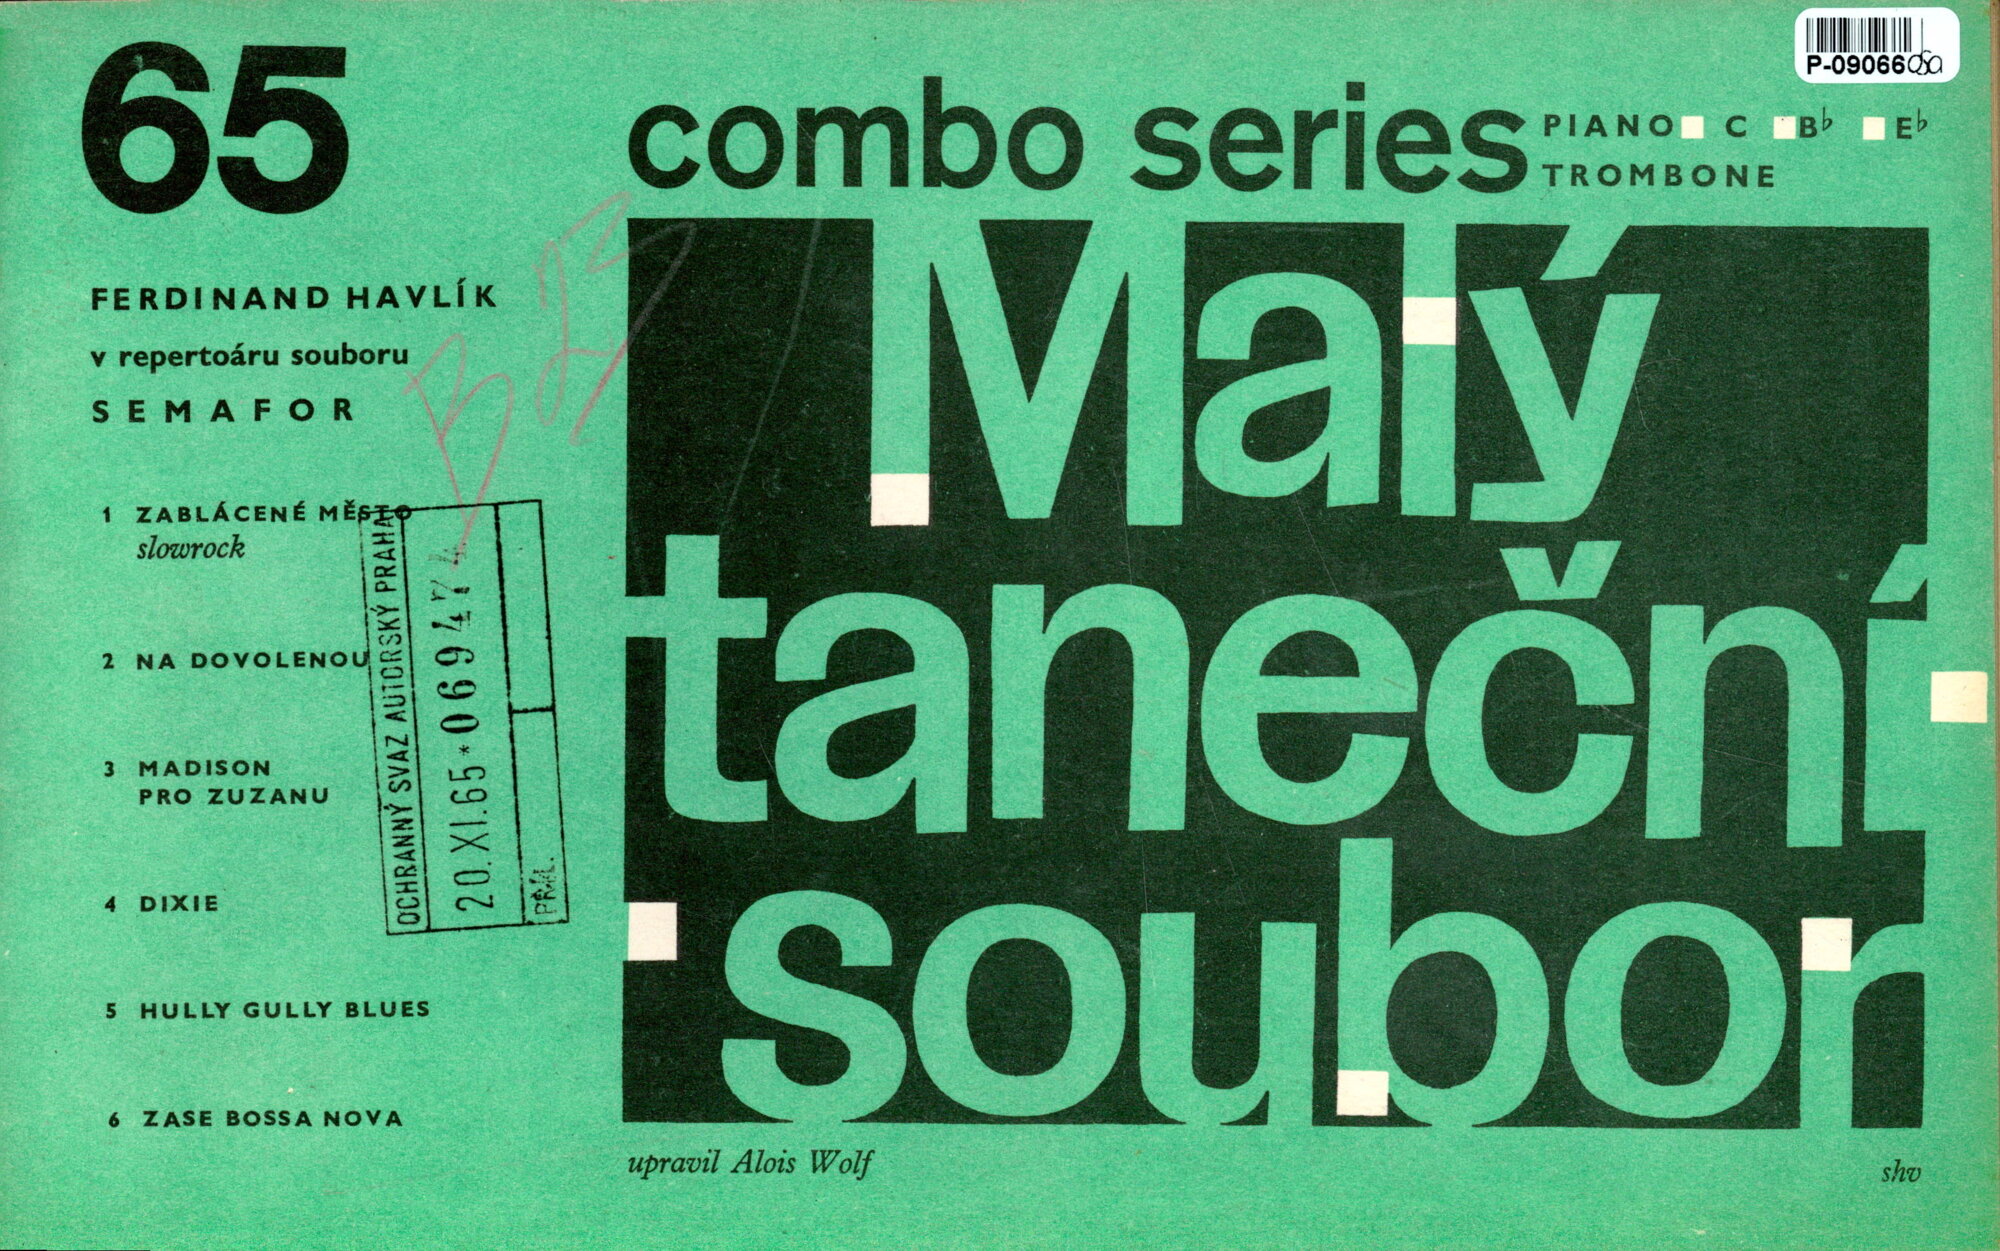 65
combo series
PIANO C B♭ E♭
TROMBONE
P-09066
FERDINAND HAVLÍK
v repertoáru souboru
SEMAFOR
1 ZABLÁCENÉ MĚSTO
slowrock
2 NA DOVOLENOU
3 MADISON
PRO ZUZANU
4 DIXIE
5 HULLY GULLY BLUES
6 ZASE BOSSA NOVA
OCHRANNÝ SVAZ AUTORSKÝ PRAHA
20.XI.65*06947
PŘÍL.
Malý
taneční
soubor
upravil Alois Wolf
shv